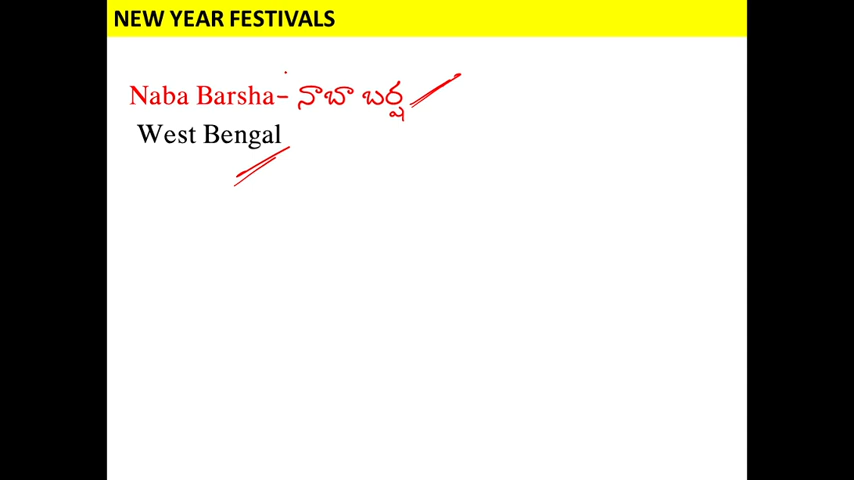 NEW YEAR FESTIVALS
Naba Barsha- నాబా బర్ష
West Bengal